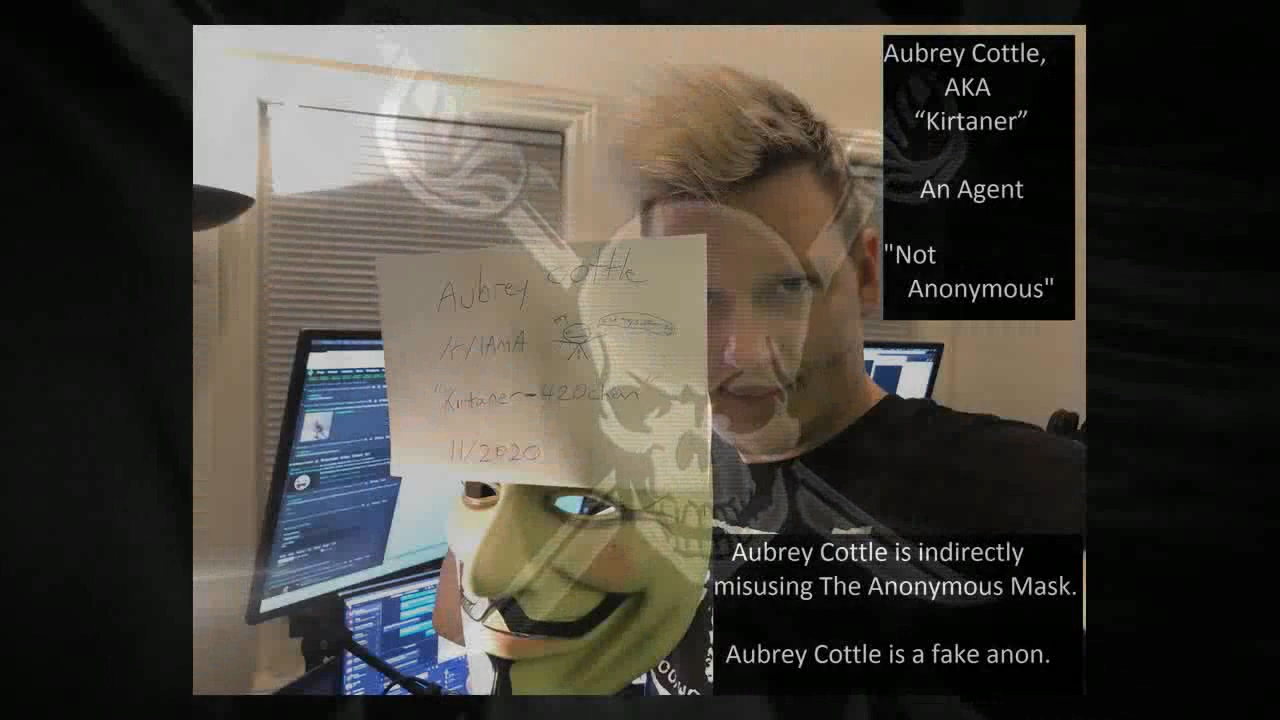 Aubrey Cottle,
AKA
“Kirtaner”
An Agent
"Not
Anonymous"
Aubrey Cottle
/r/IAMA
"Kirtaner-420chan
11/2020
Aubrey Cottle is indirectly
misusing The Anonymous Mask.
Aubrey Cottle is a fake anon.